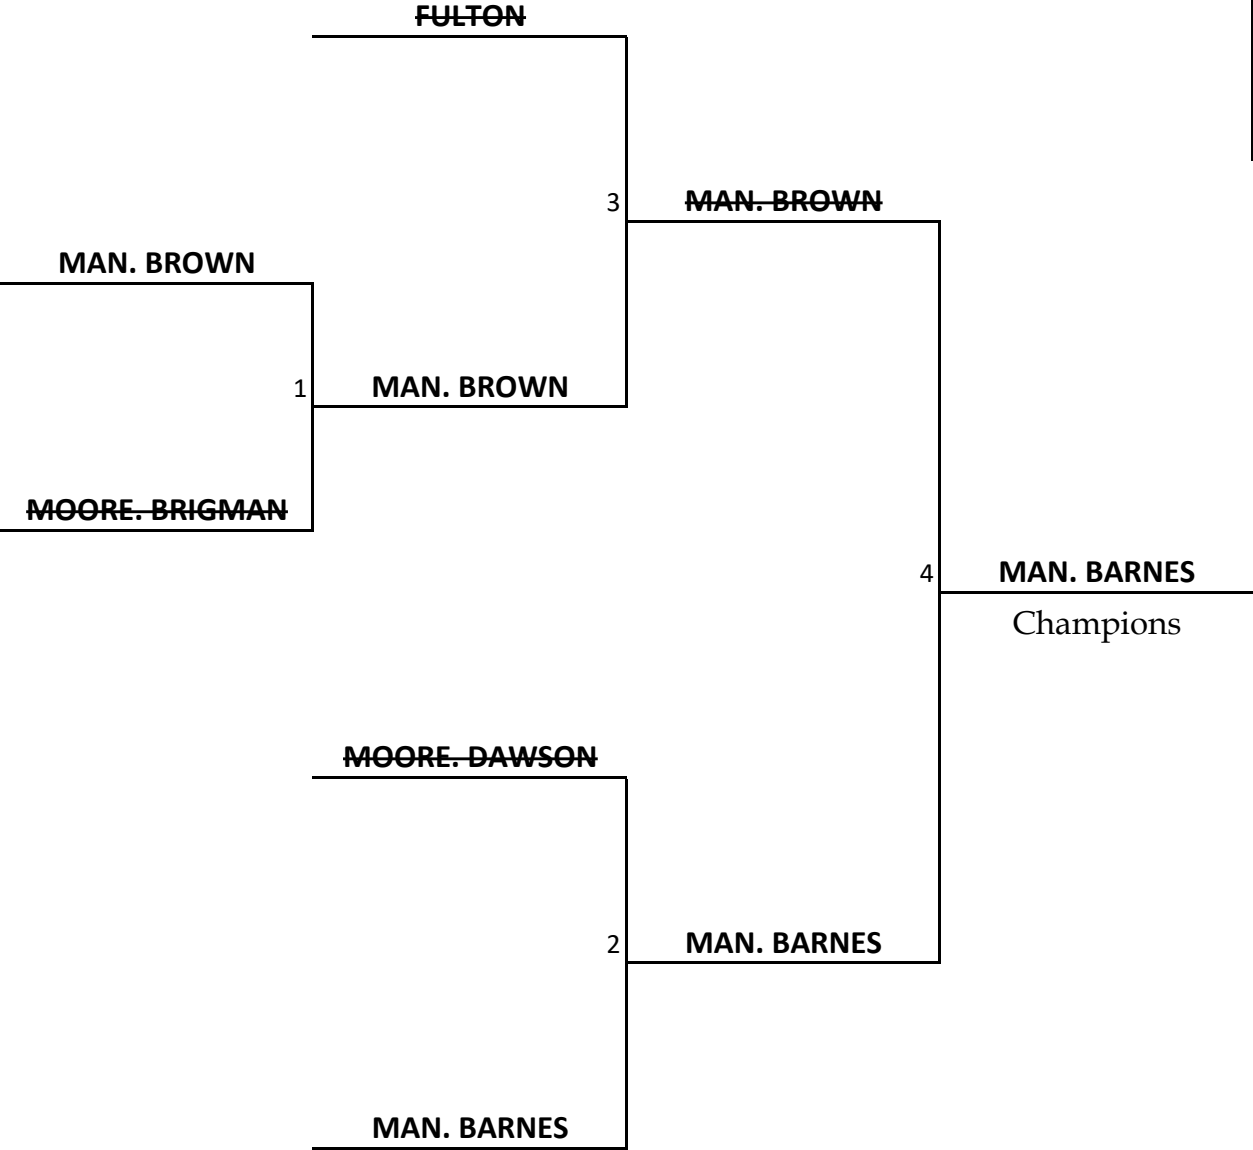 FULTON
3
MAN. BROWN
MAN. BROWN
1
MAN. BROWN
MOORE. BRIGMAN
4
MAN. BARNES
Champions
MOORE. DAWSON
2
MAN. BARNES
MAN. BARNES